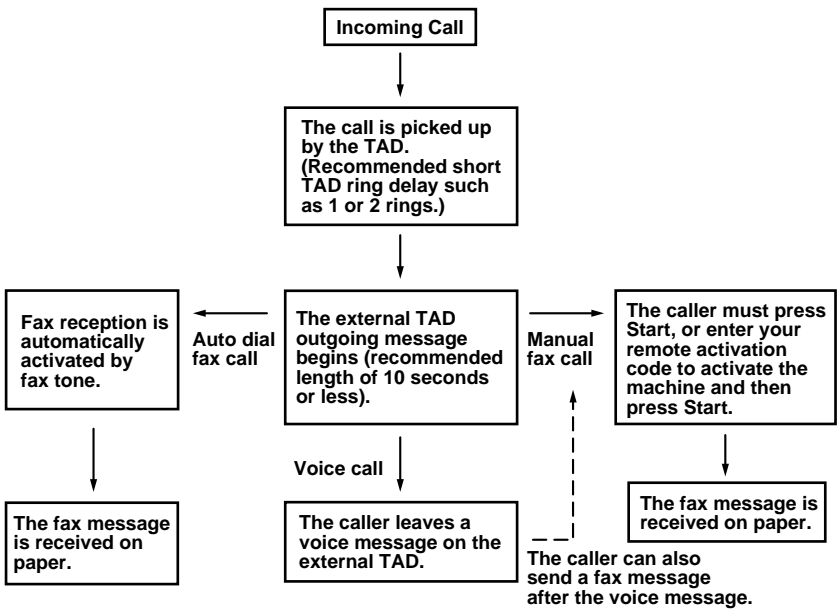 Incoming Call
The call is picked up
by the TAD.
(Recommended short
TAD ring delay such
as 1 or 2 rings.)
Fax reception is
automatically
activated by
fax tone.
Auto dial
fax call
The external TAD
outgoing message
begins (recommended
length of 10 seconds
or less).
Manual
fax call
The caller must press
Start, or enter your
remote activation
code to activate the
machine and then
press Start.
Voice call
The fax message
is received on
paper.
The caller leaves a
voice message on the
external TAD.
The fax message is
received on paper.
The caller can also
send a fax message
after the voice message.